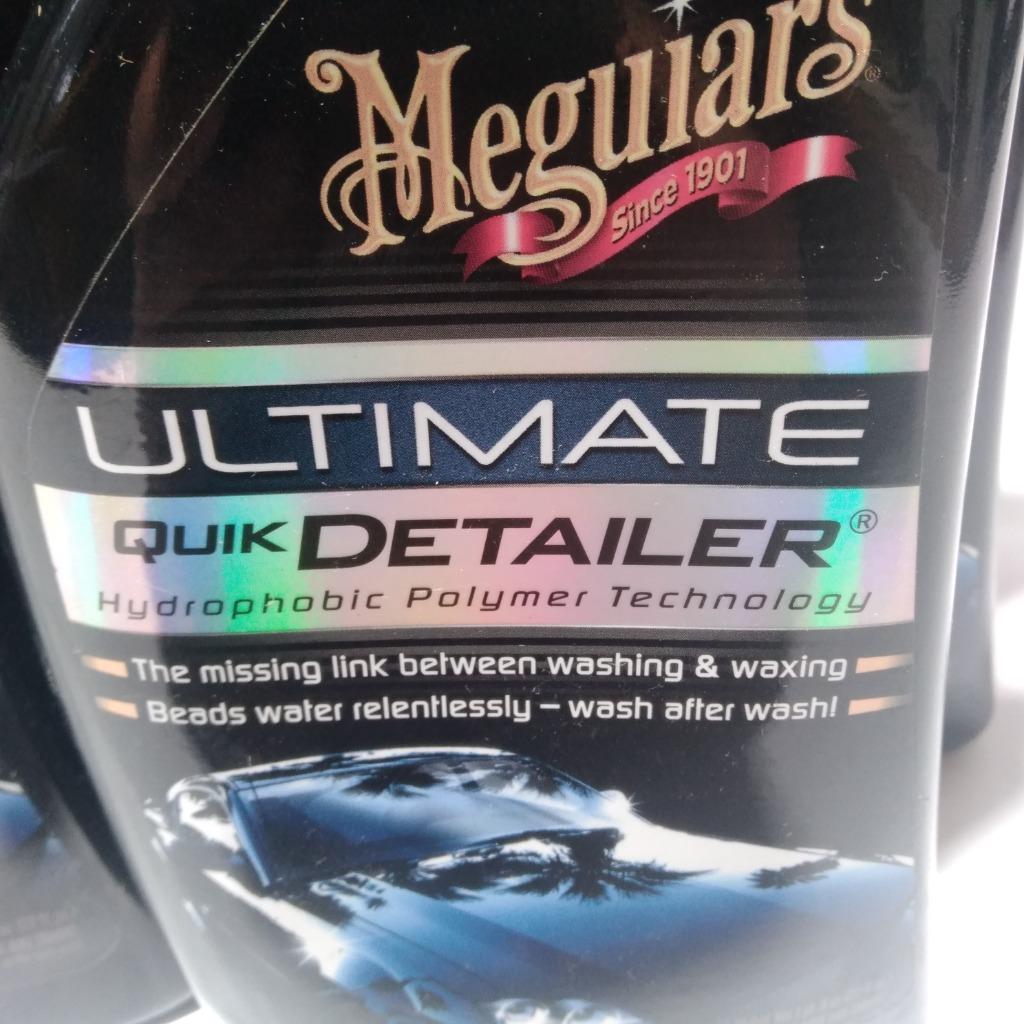 Meguiar's®
Since 1901
ULTIMATE
QUIK DETAILER®
Hydrophobic Polymer Technology
The missing link between washing & waxing
Beads water relentlessly – wash after wash!